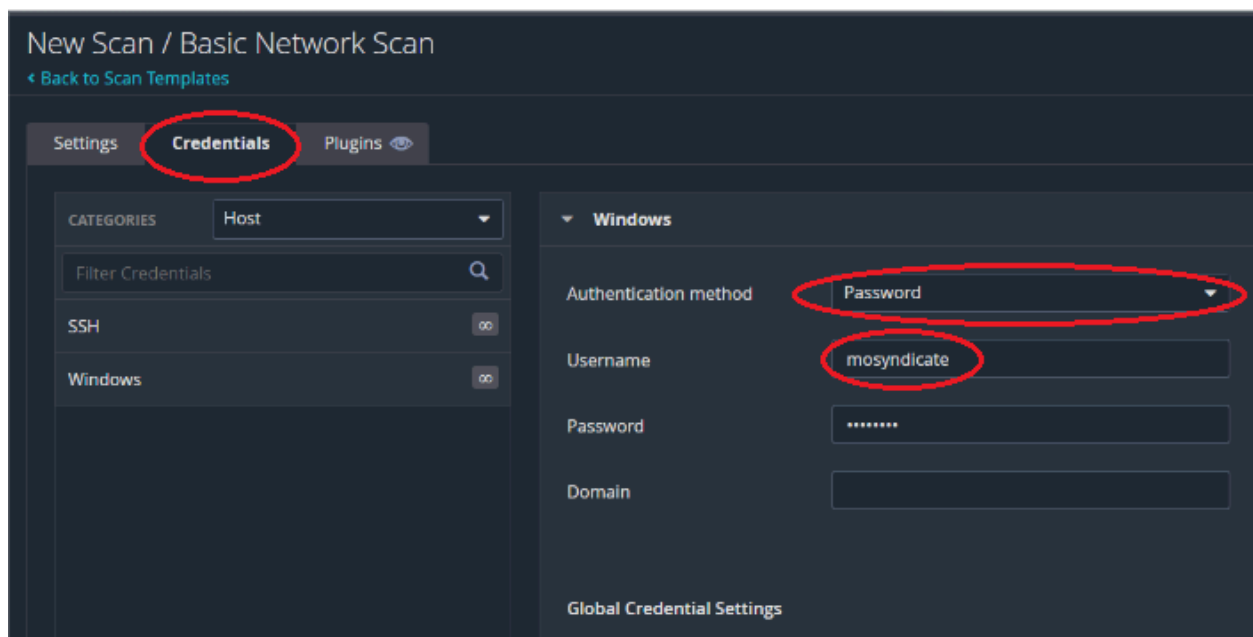 New Scan / Basic Network Scan
Back to Scan Templates
Settings Credentials Plugins
CATEGORIES Host
Filter Credentials
SSH
Windows
Windows
Authentication method Password
Username mosyndicate
Password ••••••••
Domain
Global Credential Settings